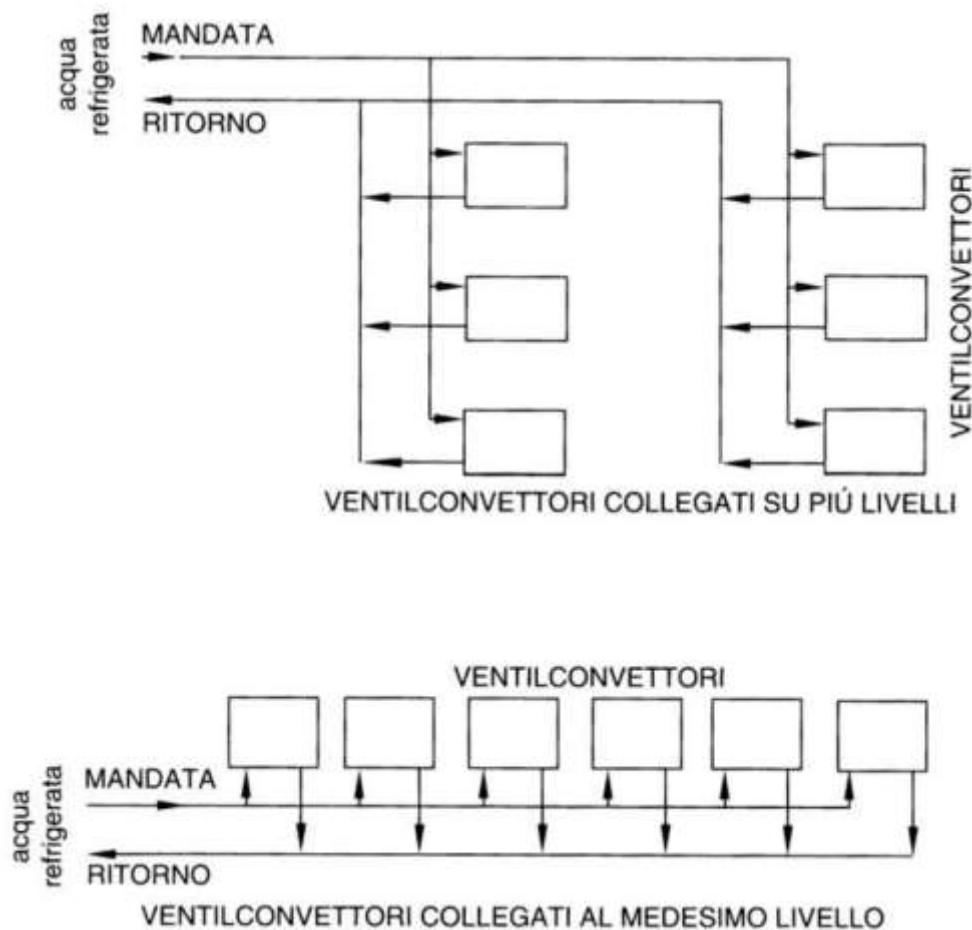 MANDATA
acqua
refrigerata
RITORNO
VENTILCONVETTORI
VENTILCONVETTORI COLLEGATI SU PIÚ LIVELLI
VENTILCONVETTORI
MANDATA
acqua
refrigerata
RITORNO
VENTILCONVETTORI COLLEGATI AL MEDESIMO LIVELLO